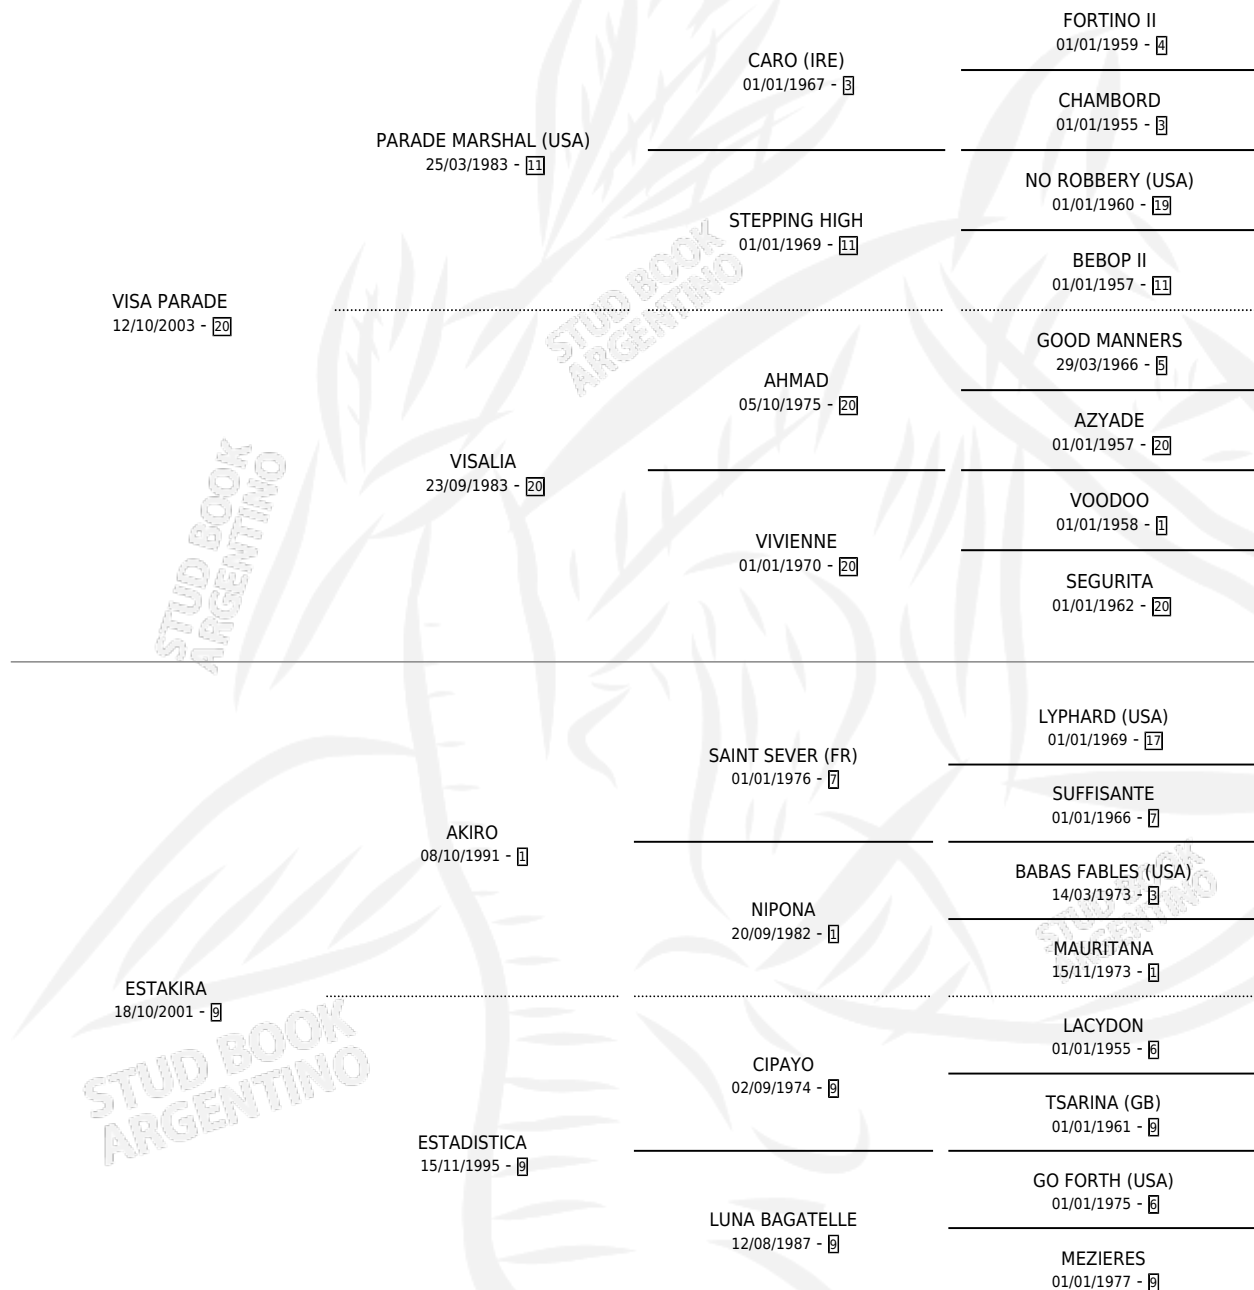 FORTINO II
01/01/1959 - 4
CARO (IRE)
01/01/1967 - 3
CHAMBORD
01/01/1955 - 3
PARADE MARSHAL (USA)
25/03/1983 - 11
NO ROBBERY (USA)
01/01/1960 - 19
STEPPING HIGH
01/01/1969 - 11
BEBOP II
01/01/1957 - 11
VISA PARADE
12/10/2003 - 20
GOOD MANNERS
29/03/1966 - 5
AHMAD
05/10/1975 - 20
AZYADE
01/01/1957 - 20
VISALIA
23/09/1983 - 20
VOODOO
01/01/1958 - 1
VIVIENNE
01/01/1970 - 20
SEGURITA
01/01/1962 - 20
LYPHARD (USA)
01/01/1969 - 17
SAINT SEVER (FR)
01/01/1976 - 7
SUFFISANTE
01/01/1966 - 7
AKIRO
08/10/1991 - 1
BABAS FABLES (USA)
14/03/1973 - 3
NIPONA
20/09/1982 - 1
MAURITANA
15/11/1973 - 1
ESTAKIRA
18/10/2001 - 9
LACYDON
01/01/1955 - 6
CIPAYO
02/09/1974 - 9
TSARINA (GB)
01/01/1961 - 9
ESTADISTICA
15/11/1995 - 9
GO FORTH (USA)
01/01/1975 - 6
LUNA BAGATELLE
12/08/1987 - 9
MEZIERES
01/01/1977 - 9
STUD BOOK
ARGENTINO
STUD BOOK
ARGENTINO
STUD BOOK
ARGENTINO
STUD BOOK
ARGENTINO